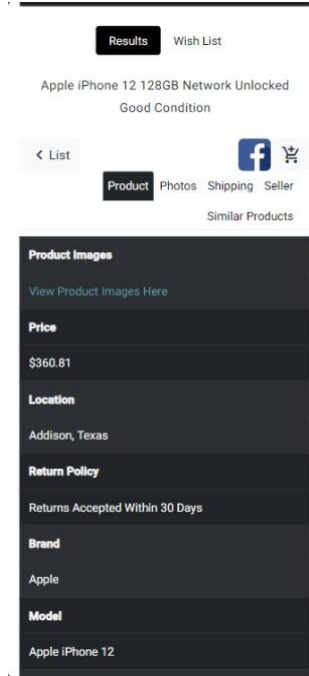 Results Wish List
Apple iPhone 12 128GB Network Unlocked
Good Condition
< List
Product Photos Shipping Seller
Similar Products
Product Images
View Product Images Here
Price
$360.81
Location
Addison, Texas
Return Policy
Returns Accepted Within 30 Days
Brand
Apple
Model
Apple iPhone 12